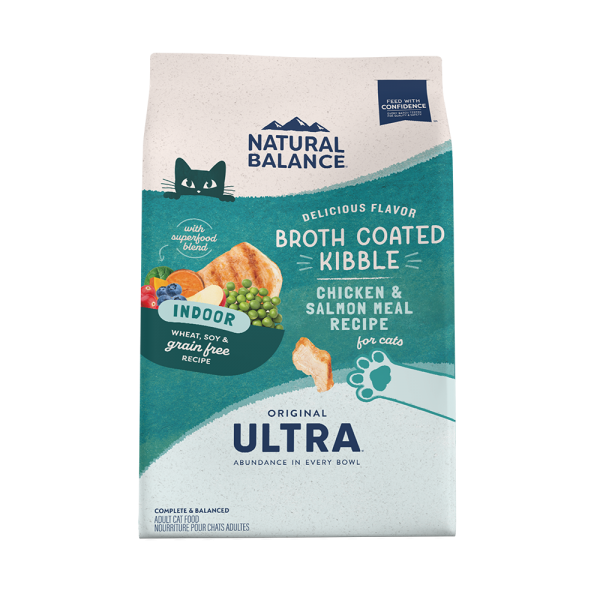 FEED WITH
CONFIDENCE
NATURAL
BALANCE
DELICIOUS FLAVOR
BROTH COATED
KIBBLE
CHICKEN &
SALMON MEAL
RECIPE
for cats
with
superfood
blend
INDOOR
WHEAT, SOY &
grain free
RECIPE
ORIGINAL
ULTRA
ABUNDANCE IN EVERY BOWL
COMPLETE & BALANCED
ADULT CAT FOOD
NOURRITURE POUR CHATS ADULTES